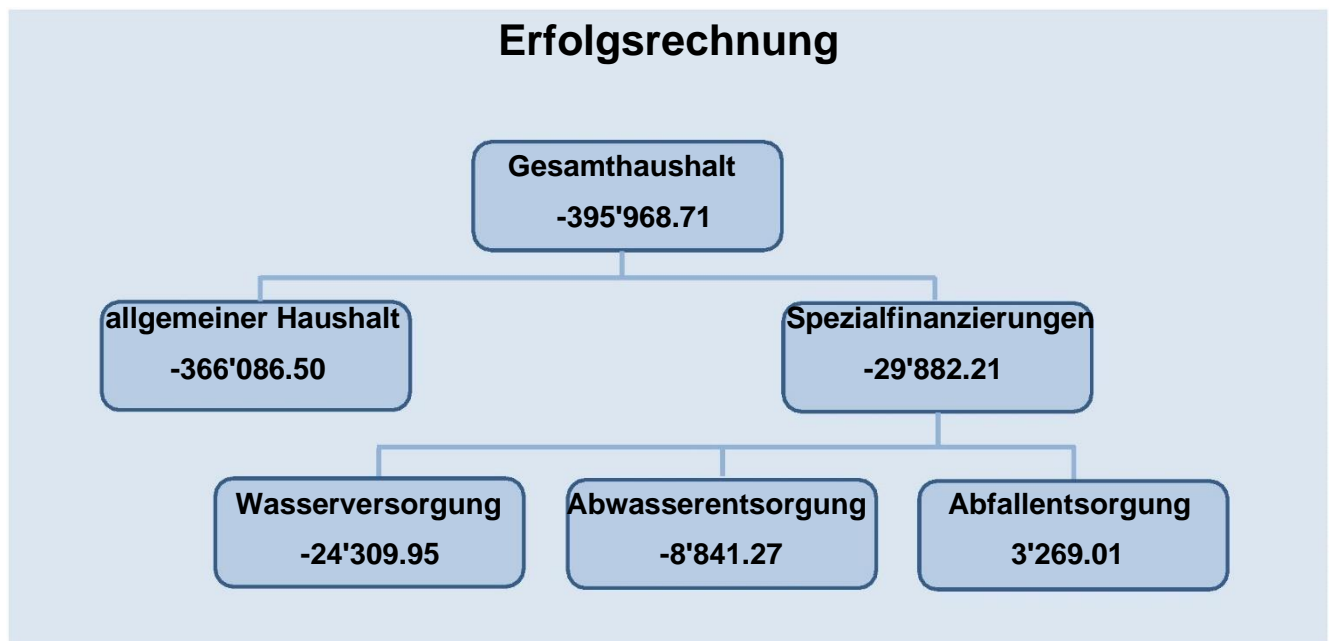 Erfolgsrechnung
Gesamthaushalt
-395'968.71
allgemeiner Haushalt
-366'086.50
Spezialfinanzierungen
-29'882.21
Wasserversorgung
-24'309.95
Abwasserentsorgung
-8'841.27
Abfallentsorgung
3'269.01